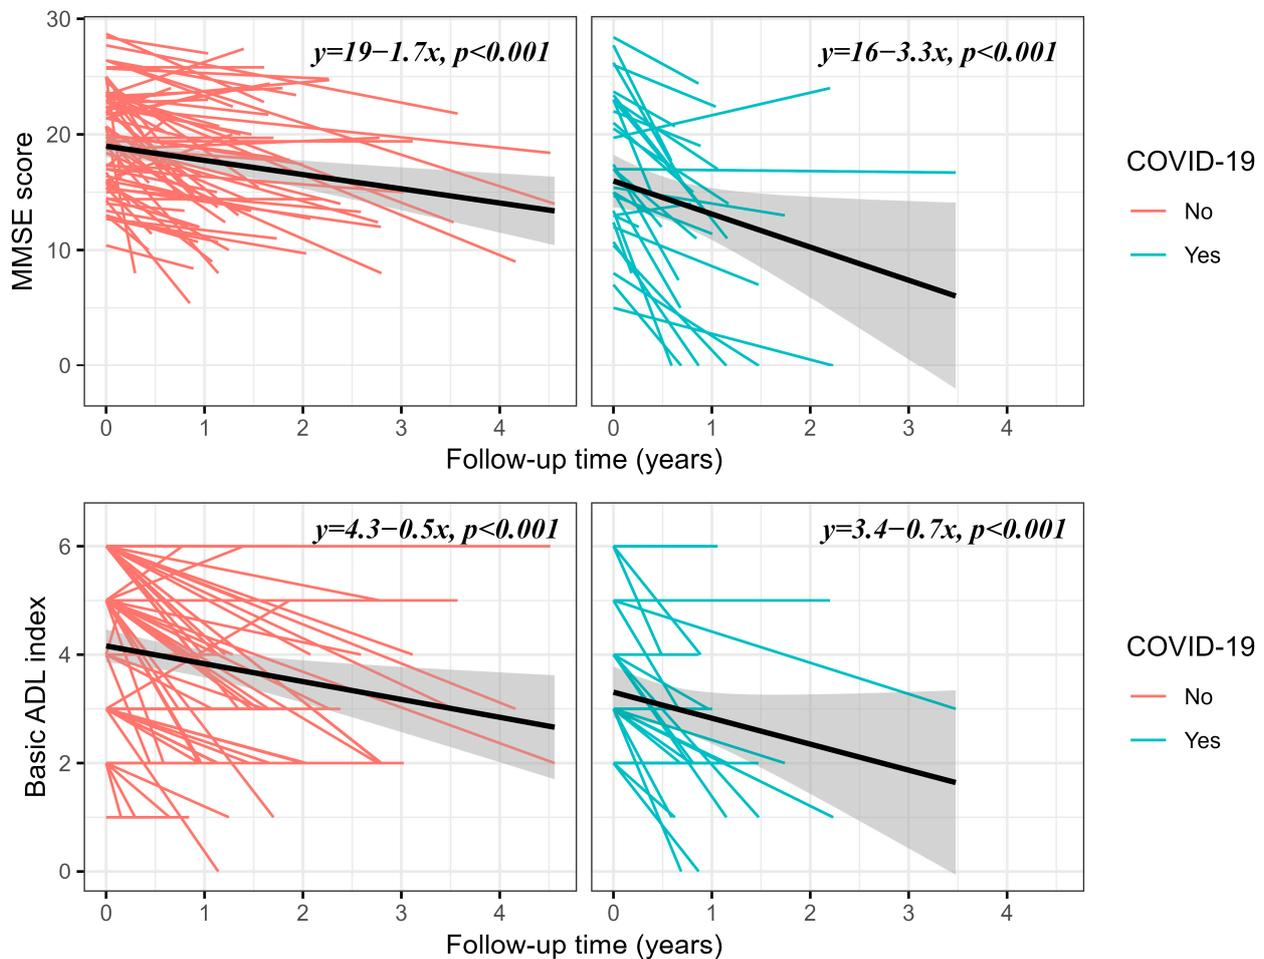 y=19−1.7x, p<0.001
y=16−3.3x, p<0.001
MMSE score
30
20
10
0
0 1 2 3 4
0 1 2 3 4
Follow-up time (years)
COVID-19
No
Yes
y=4.3−0.5x, p<0.001
y=3.4−0.7x, p<0.001
Basic ADL index
6
4
2
0
0 1 2 3 4
0 1 2 3 4
Follow-up time (years)
COVID-19
No
Yes